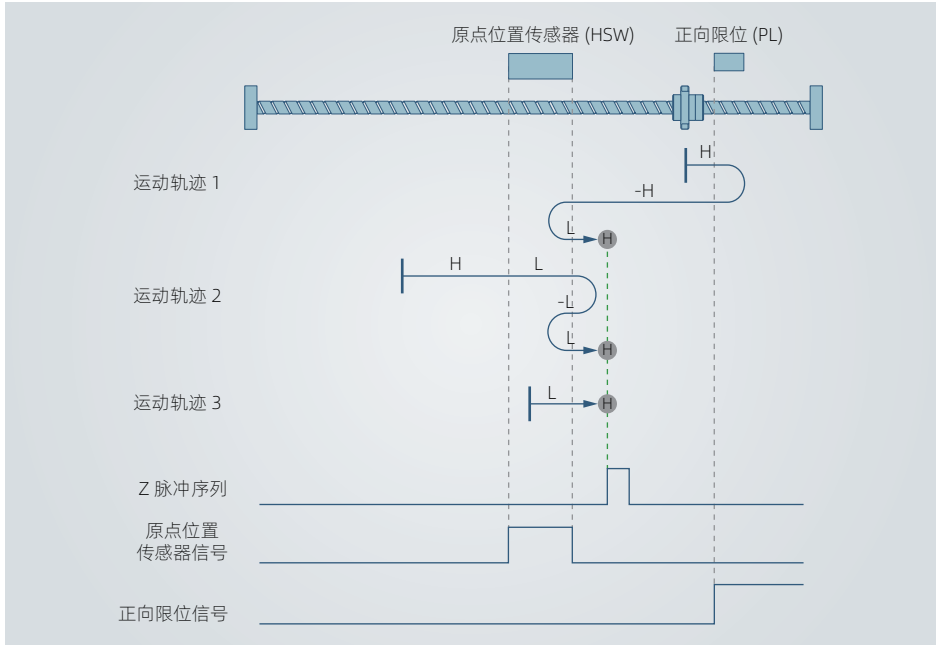 原点位置传感器 (HSW)
正向限位 (PL)
运动轨迹 1
H
-H
L
H
运动轨迹 2
H
L
-L
L
H
运动轨迹 3
L
H
Z 脉冲序列
原点位置
传感器信号
正向限位信号